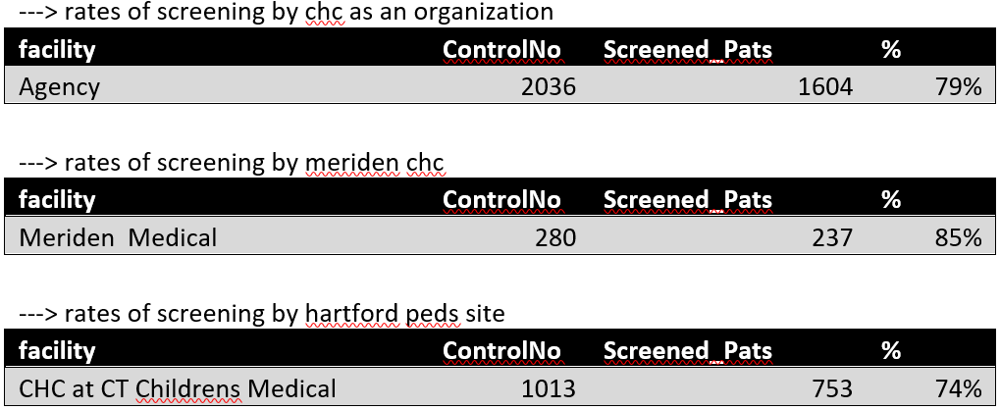 ---> rates of screening by chc as an organization
facility ControlNo Screened_Pats %
Agency 2036 1604 79%
---> rates of screening by meriden chc
facility ControlNo Screened_Pats %
Meriden  Medical 280 237 85%
---> rates of screening by hartford peds site
facility ControlNo Screened_Pats %
CHC at CT Childrens Medical 1013 753 74%